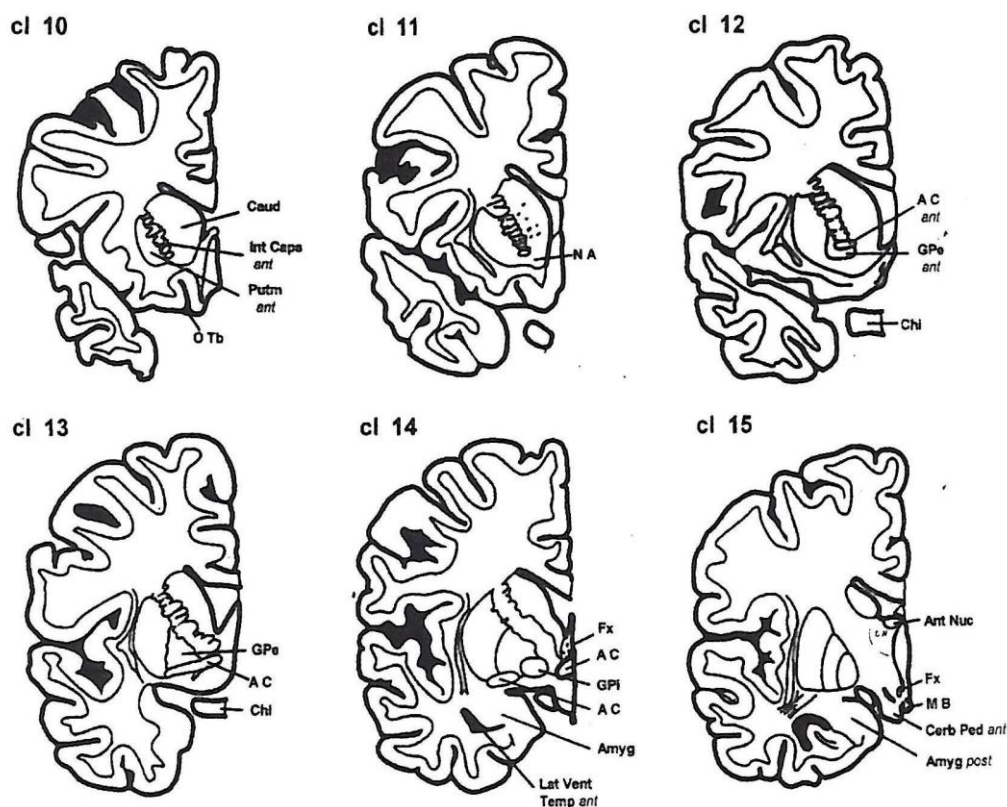 cl 10
Caud
Int Caps
ant
Putm
ant
O Tb
cl 11
N A
cl 12
A C
ant
GPe
ant
Chi
cl 13
GPe
A C
Chi
cl 14
Fx
A C
GPi
A C
Amyg
Lat Vent
Temp ant
cl 15
Ant Nuc
Fx
M B
Cerb Ped ant
Amyg post